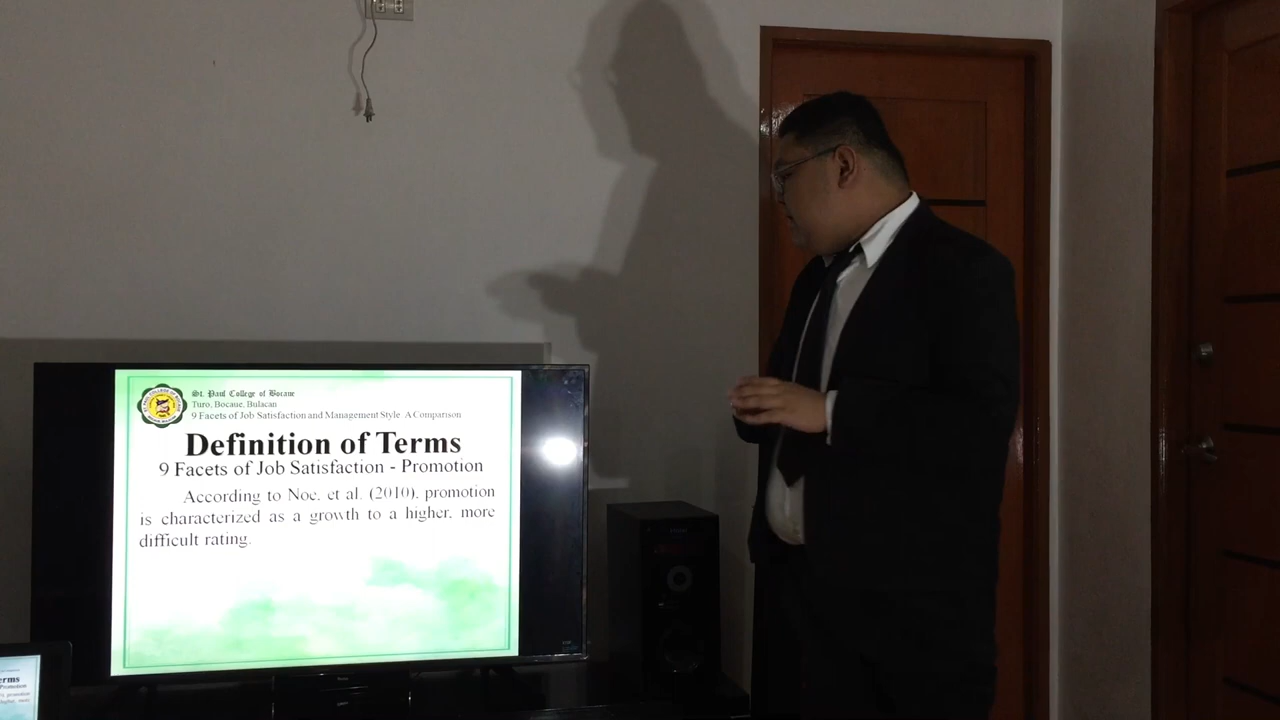 St. Paul College of Bocaue
Turo, Bocaue, Bulacan
9 Facets of Job Satisfaction and Management Style A Comparison
Definition of Terms
9 Facets of Job Satisfaction - Promotion
According to Noe, et al. (2010), promotion
is characterized as a growth to a higher, more
difficult rating.
erms
Promotion